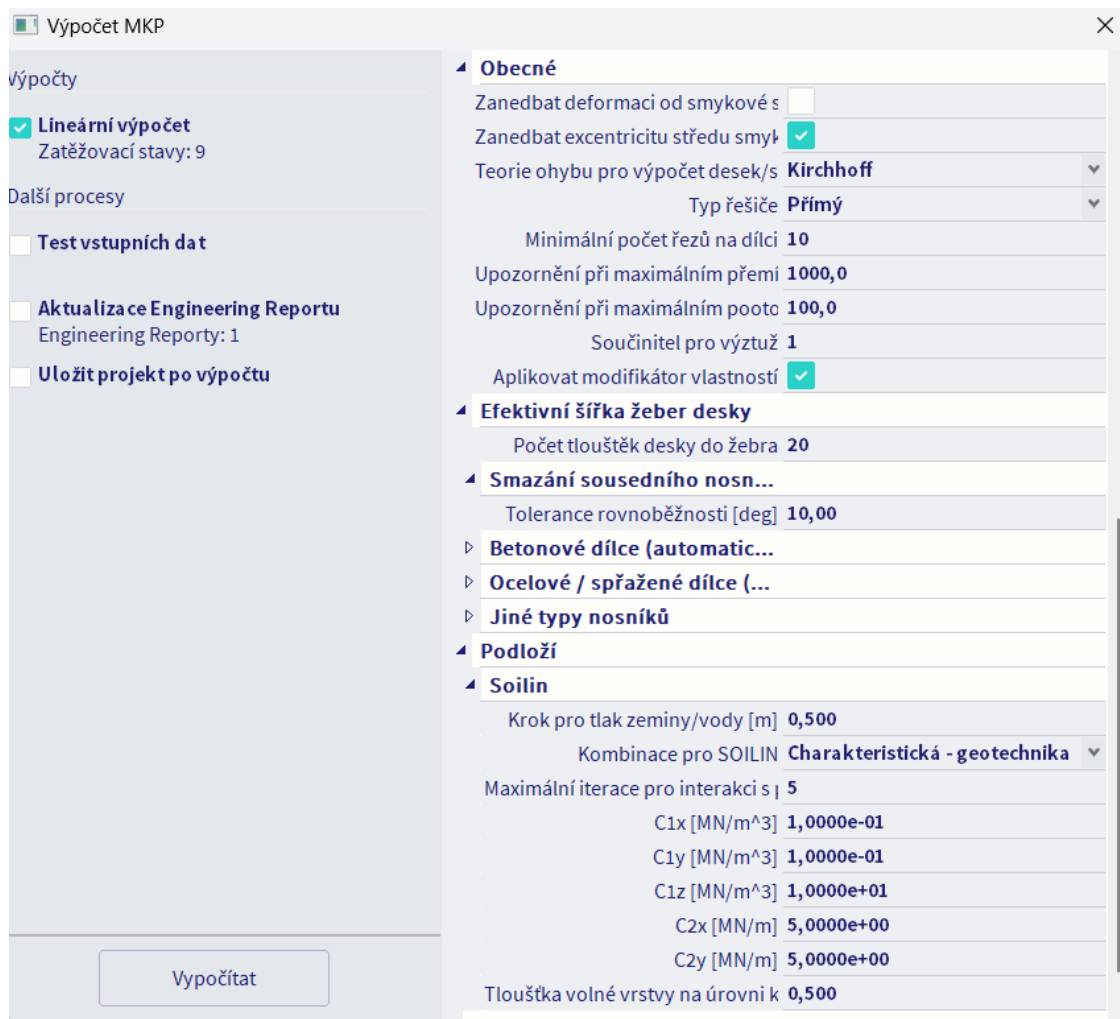 Výpočet MKP
Výpočty
Lineární výpočet
Zatěžovací stavy: 9
Další procesy
Test vstupních dat
Aktualizace Engineering Reportu
Engineering Reporty: 1
Uložit projekt po výpočtu
Vypočítat
Obecné
Zanedbat deformaci od smykové s
Zanedbat excentricitu středu smyk
Teorie ohybu pro výpočet desek/s Kirchhoff
Typ řešiče Přímý
Minimální počet řezů na dílci 10
Upozornění při maximálním přemí 1000,0
Upozornění při maximálním pooto 100,0
Součinitel pro výztuž 1
Aplikovat modifikátor vlastností
Efektivní šířka žeber desky
Počet tlouštěk desky do žebra 20
Smazání sousedního nosn...
Tolerance rovnoběžnosti [deg] 10,00
Betonové dílce (automatic...
Ocelové / spřažené dílce (...
Jiné typy nosníků
Podloží
Soilin
Krok pro tlak zeminy/vody [m] 0,500
Kombinace pro SOILIN Charakteristická - geotechnika
Maximální iterace pro interakci s 5
C1x [MN/m^3] 1,0000e-01
C1y [MN/m^3] 1,0000e-01
C1z [MN/m^3] 1,0000e+01
C2x [MN/m] 5,0000e+00
C2y [MN/m] 5,0000e+00
Tloušťka volné vrstvy na úrovni k 0,500